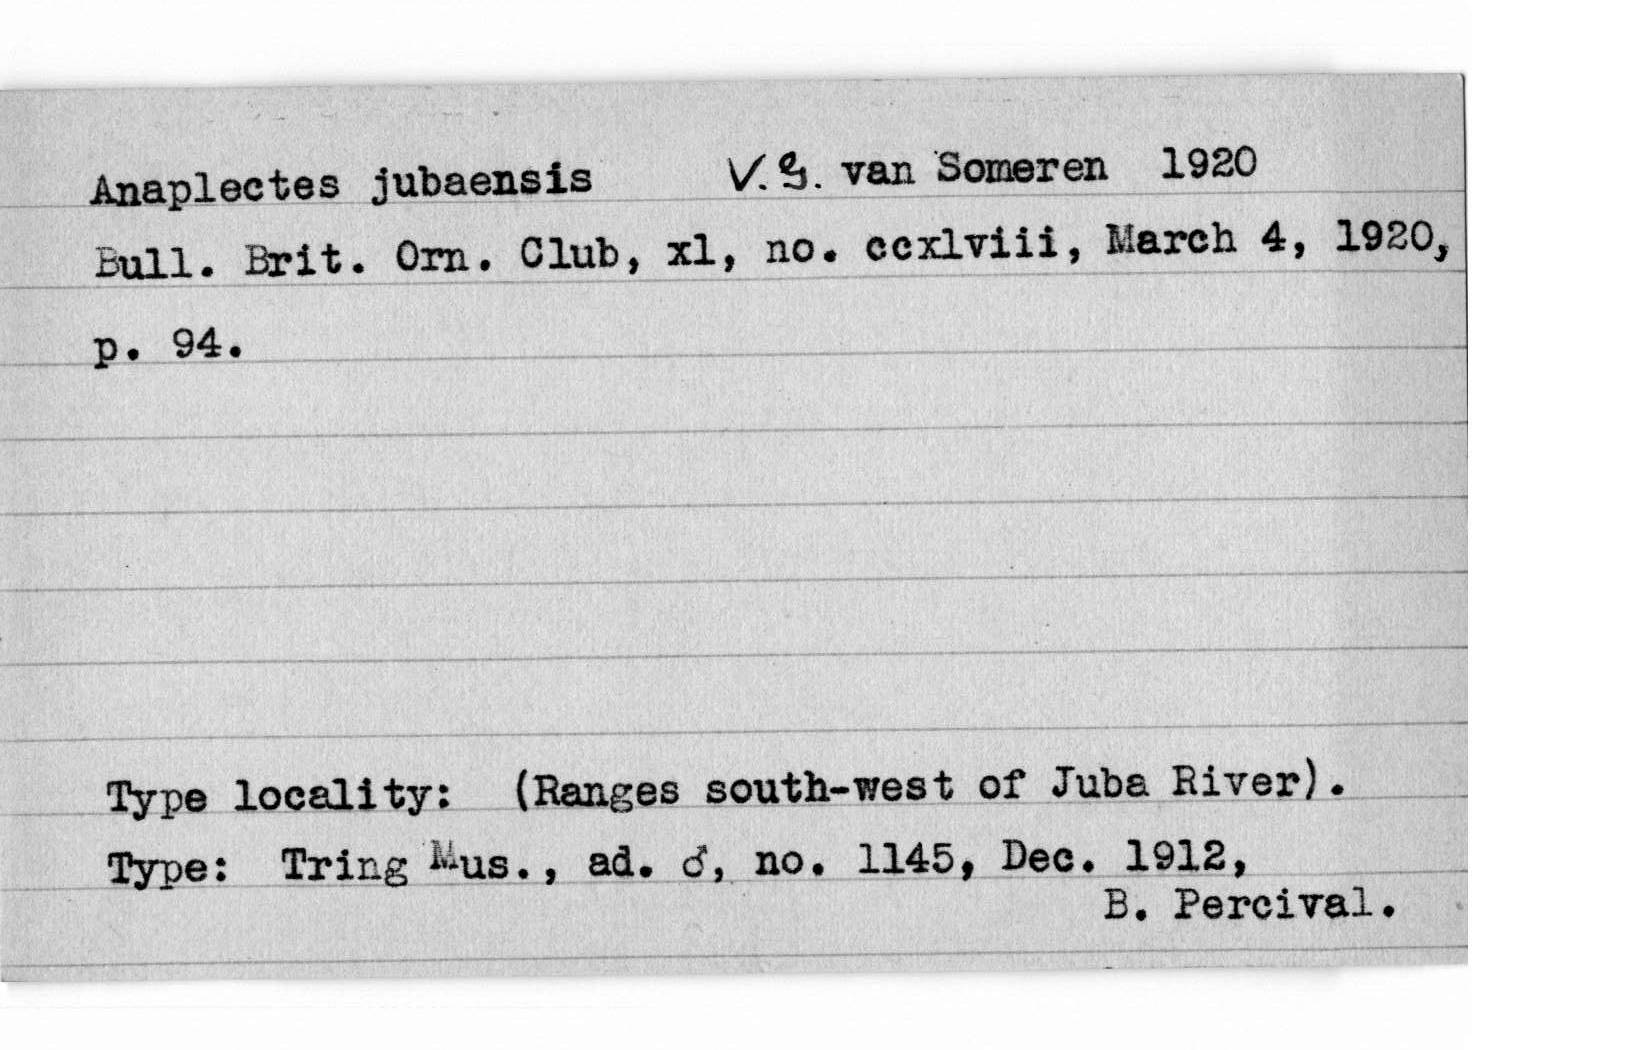 Anaplectes jubaensis V. G. van Someren 1920
Bull. Brit. Orn. Club, xl, no. ccxlviii, March 4, 1920,
p. 94.
Type locality: (Ranges south-west of Juba River).
Type: Tring Mus., ad. ♂, no. 1145, Dec. 1912,
B. Percival.